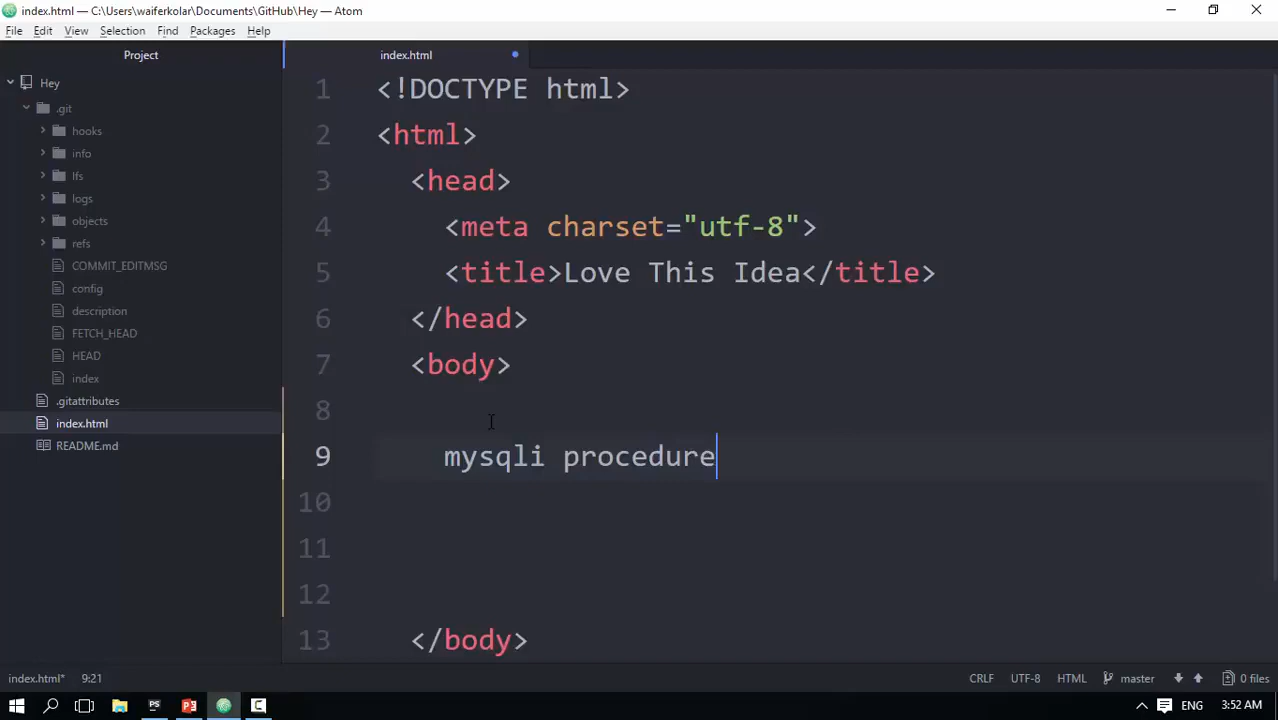 index.html — C:\Users\waiferkolar\Documents\GitHub\Hey — Atom
File Edit View Selection Find Packages Help
Project
index.html
Hey
.git
hooks
info
lfs
logs
objects
refs
COMMIT_EDITMSG
config
description
FETCH_HEAD
HEAD
index
.gitattributes
index.html
README.md
1 <!DOCTYPE html>
2 <html>
3 <head>
4 <meta charset="utf-8">
5 <title>Love This Idea</title>
6 </head>
7 <body>
8
9 mysqli procedure
10
11
12
13 </body>
index.html* 9:21 CRLF UTF-8 HTML master 0 files
ENG 3:52 AM